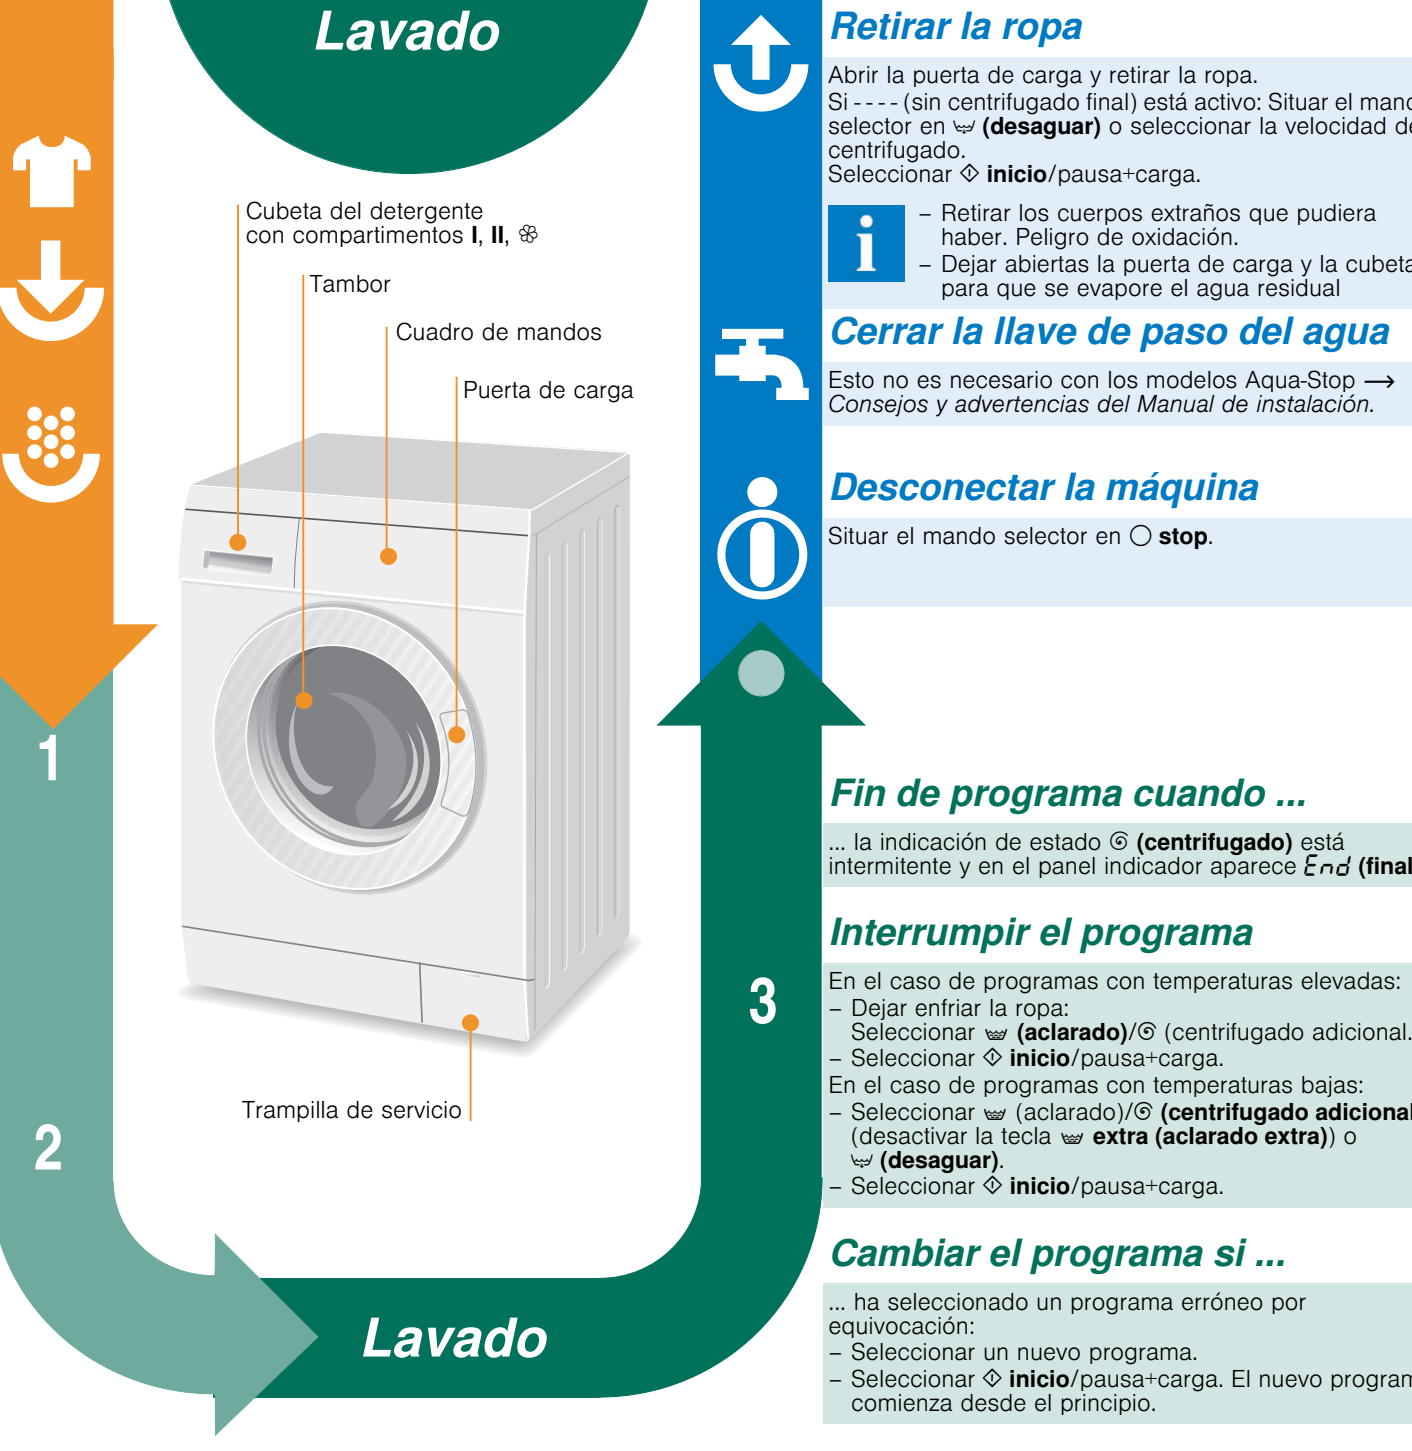 Lavado
Cubeta del detergente
con compartimentos I, II,
Tambor
Cuadro de mandos
Puerta de carga
Trampilla de servicio
1
2
Lavado
3
Retirar la ropa
Abrir la puerta de carga y retirar la ropa.
Si - - - - (sin centrifugado final) está activo: Situar el mand
selector en (desaguar) o seleccionar la velocidad de
centrifugado.
Seleccionar inicio/pausa+carga.
i
– Retirar los cuerpos extraños que pudiera
haber. Peligro de oxidación.
– Dejar abiertas la puerta de carga y la cubeta
para que se evapore el agua residual
Cerrar la llave de paso del agua
Esto no es necesario con los modelos Aqua-Stop →
Consejos y advertencias del Manual de instalación.
Desconectar la máquina
Situar el mando selector en ○ stop.
Fin de programa cuando ...
... la indicación de estado (centrifugado) está
intermitente y en el panel indicador aparece End (final
Interrumpir el programa
En el caso de programas con temperaturas elevadas:
– Dejar enfriar la ropa:
Seleccionar (aclarado)/ (centrifugado adicional.
– Seleccionar inicio/pausa+carga.
En el caso de programas con temperaturas bajas:
– Seleccionar (aclarado)/ (centrifugado adicional
(desactivar la tecla extra (aclarado extra)) o
(desaguar).
– Seleccionar inicio/pausa+carga.
Cambiar el programa si ...
... ha seleccionado un programa erróneo por
equivocación:
– Seleccionar un nuevo programa.
– Seleccionar inicio/pausa+carga. El nuevo program
comienza desde el principio.